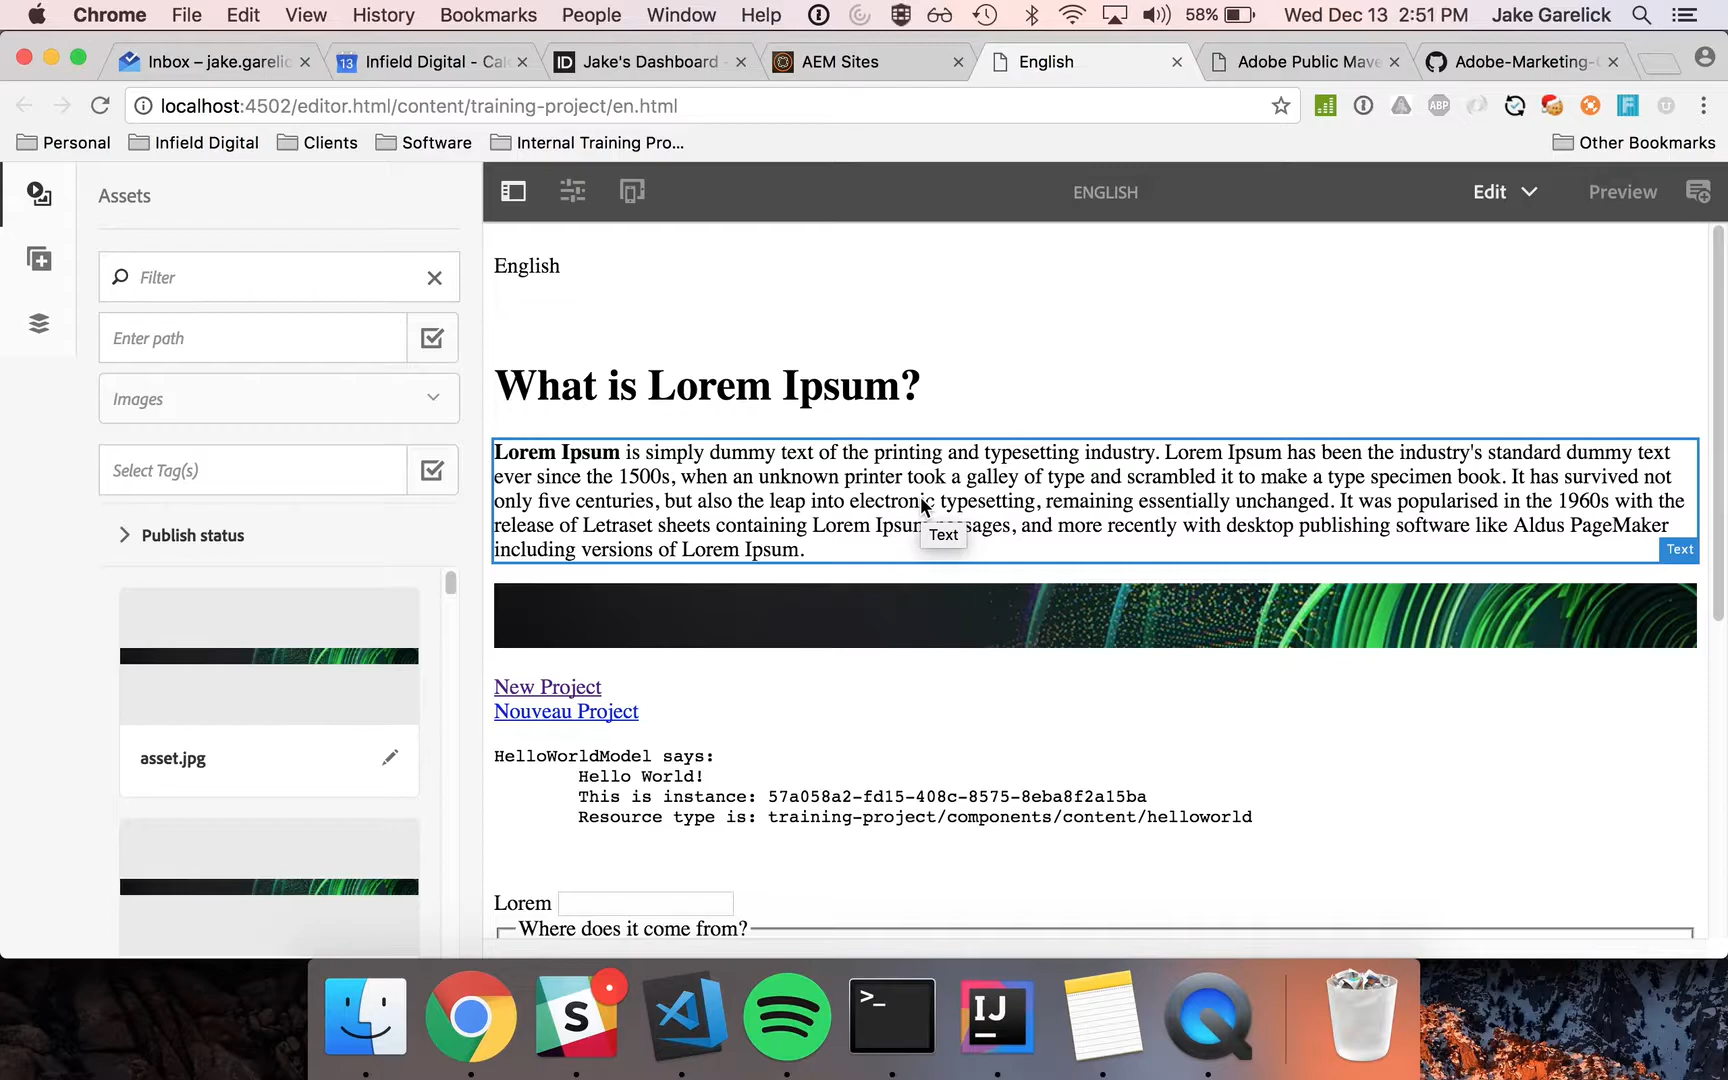 Chrome File Edit View History Bookmarks People Window Help 58% Wed Dec 13 2:51 PM Jake Garelick
Inbox – jake.garelic 13 Infield Digital - Cal ID Jake's Dashboard - AEM Sites English Adobe Public Mave Adobe-Marketing-
localhost:4502/editor.html/content/training-project/en.html ABP
Personal Infield Digital Clients Software Internal Training Pro... Other Bookmarks
Assets
ENGLISH Edit Preview
Filter
Enter path
Images
Select Tag(s)
Publish status
asset.jpg
English
What is Lorem Ipsum?
Lorem Ipsum is simply dummy text of the printing and typesetting industry. Lorem Ipsum has been the industry's standard dummy text
ever since the 1500s, when an unknown printer took a galley of type and scrambled it to make a type specimen book. It has survived not
only five centuries, but also the leap into electronic typesetting, remaining essentially unchanged. It was popularised in the 1960s with the
release of Letraset sheets containing Lorem Ipsum sages, and more recently with desktop publishing software like Aldus PageMaker
including versions of Lorem Ipsum.
Text
Text
New Project
Nouveau Project
HelloWorldModel says:
Hello World!
This is instance: 57a058a2-fd15-408c-8575-8eba8f2a15ba
Resource type is: training-project/components/content/helloworld
Lorem
Where does it come from?
S >_ IJ